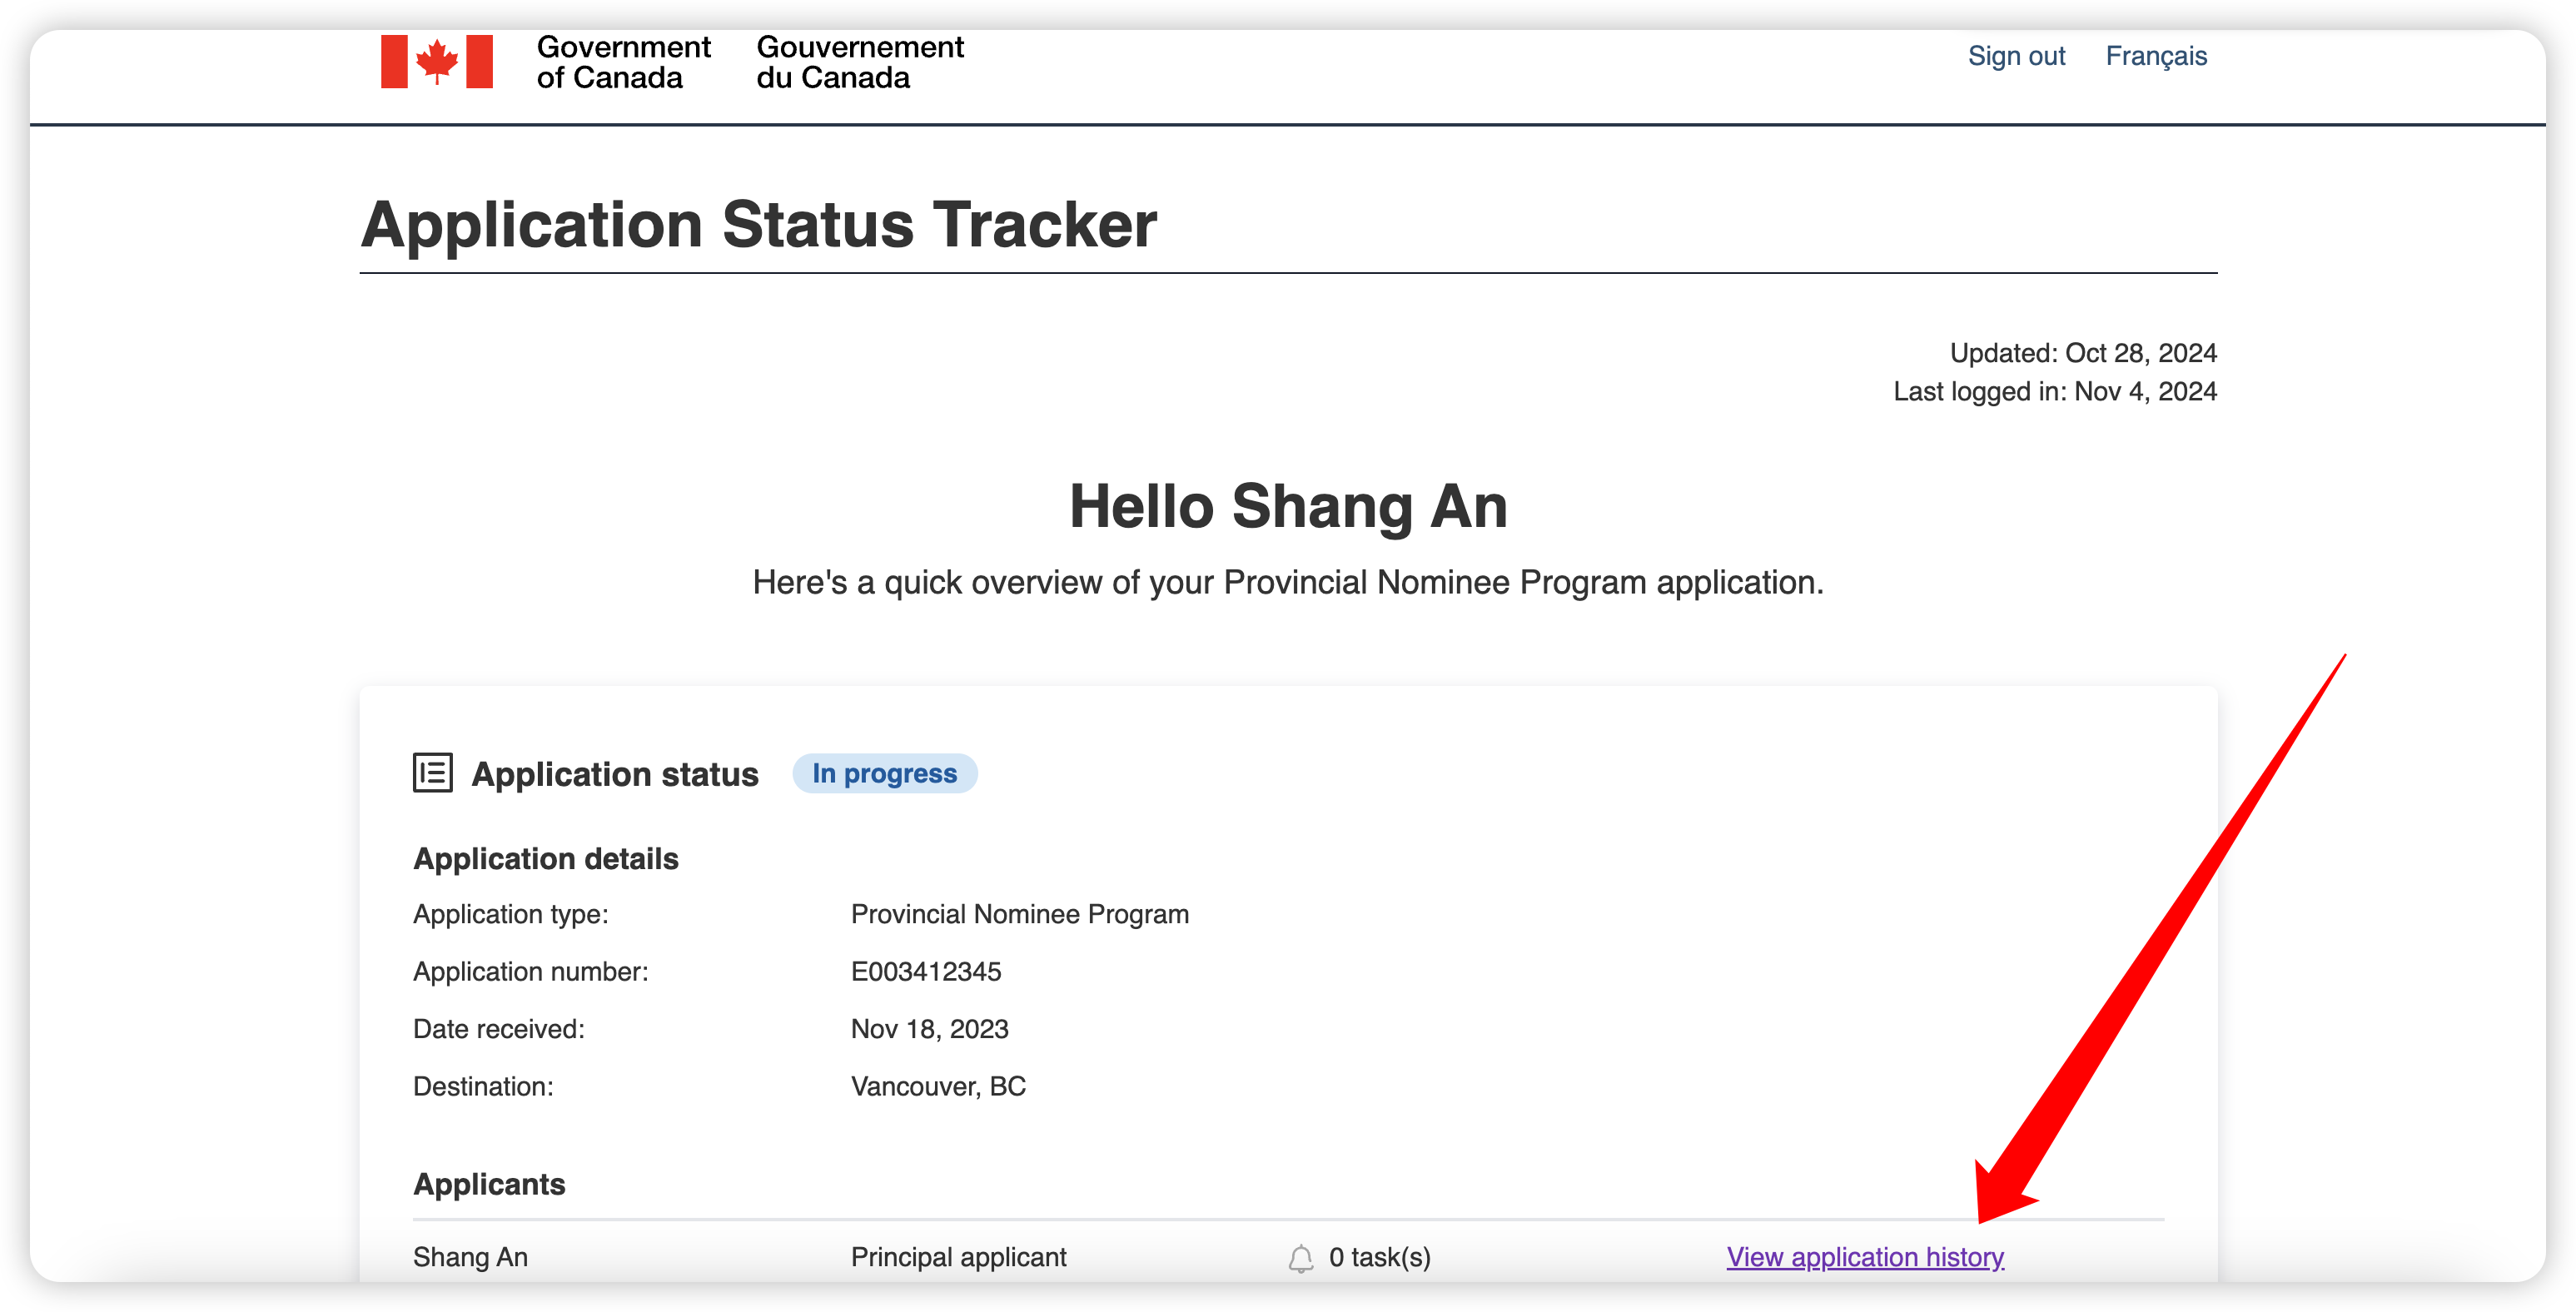 Government of Canada
Gouvernement du Canada
Sign out
Français
Application Status Tracker
Updated: Oct 28, 2024
Last logged in: Nov 4, 2024
Hello Shang An
Here's a quick overview of your Provincial Nominee Program application.
Application status In progress
Application details
Application type: Provincial Nominee Program
Application number: E003412345
Date received: Nov 18, 2023
Destination: Vancouver, BC
Applicants
Shang An Principal applicant 0 task(s) View application history